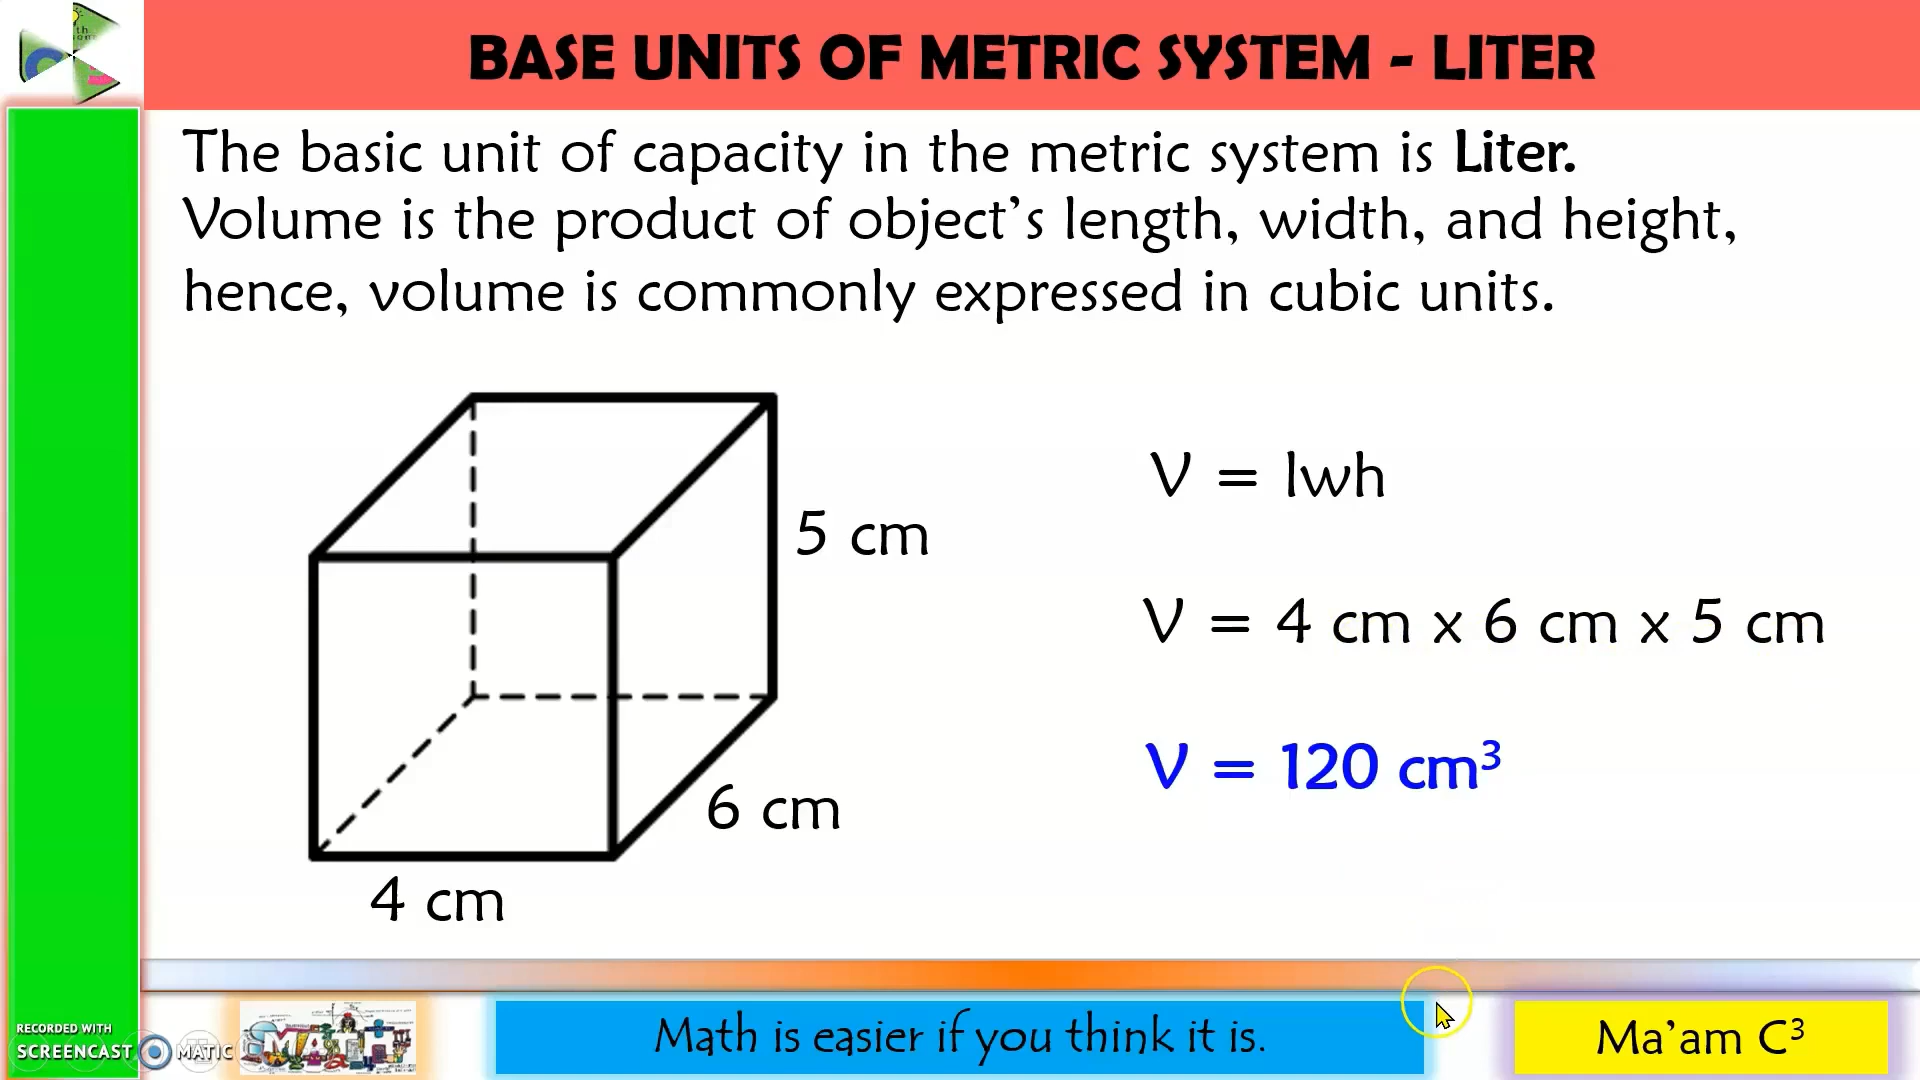 BASE UNITS OF METRIC SYSTEM - LITER
The basic unit of capacity in the metric system is Liter.
Volume is the product of object’s length, width, and height,
hence, volume is commonly expressed in cubic units.
V = lwh
5 cm
V = 4 cm x 6 cm x 5 cm
V = 120 cm³
6 cm
4 cm
RECORDED WITH
SCREENCAST MATIC
MATH
Math is easier if you think it is.
Ma’am C³